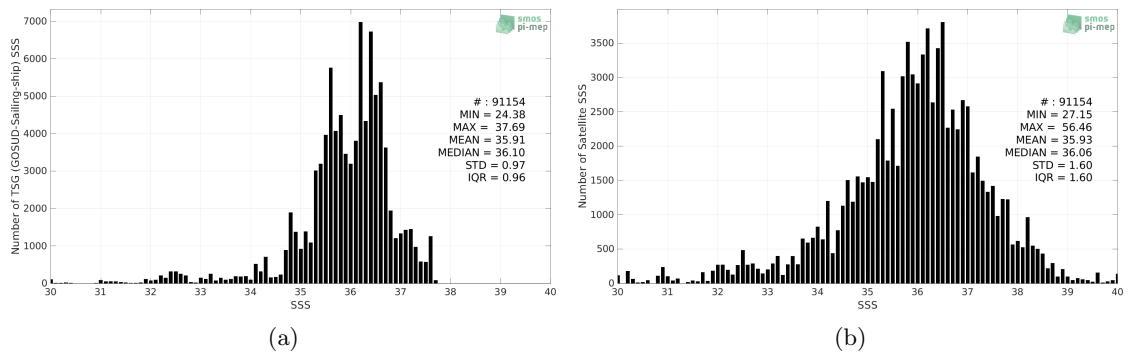 smos
pi-mep
Number of TSG (GOSUD-Sailing-ship) SSS
7000
6000
5000
4000
3000
2000
1000
0
# : 91154
MIN = 24.38
MAX = 37.69
MEAN = 35.91
MEDIAN = 36.10
STD = 0.97
IQR = 0.96
30 31 32 33 34 35 36 37 38 39 40
SSS
(a)
smos
pi-mep
Number of Satellite SSS
3500
3000
2500
2000
1500
1000
500
0
# : 91154
MIN = 27.15
MAX = 56.46
MEAN = 35.93
MEDIAN = 36.06
STD = 1.60
IQR = 1.60
30 31 32 33 34 35 36 37 38 39 40
SSS
(b)